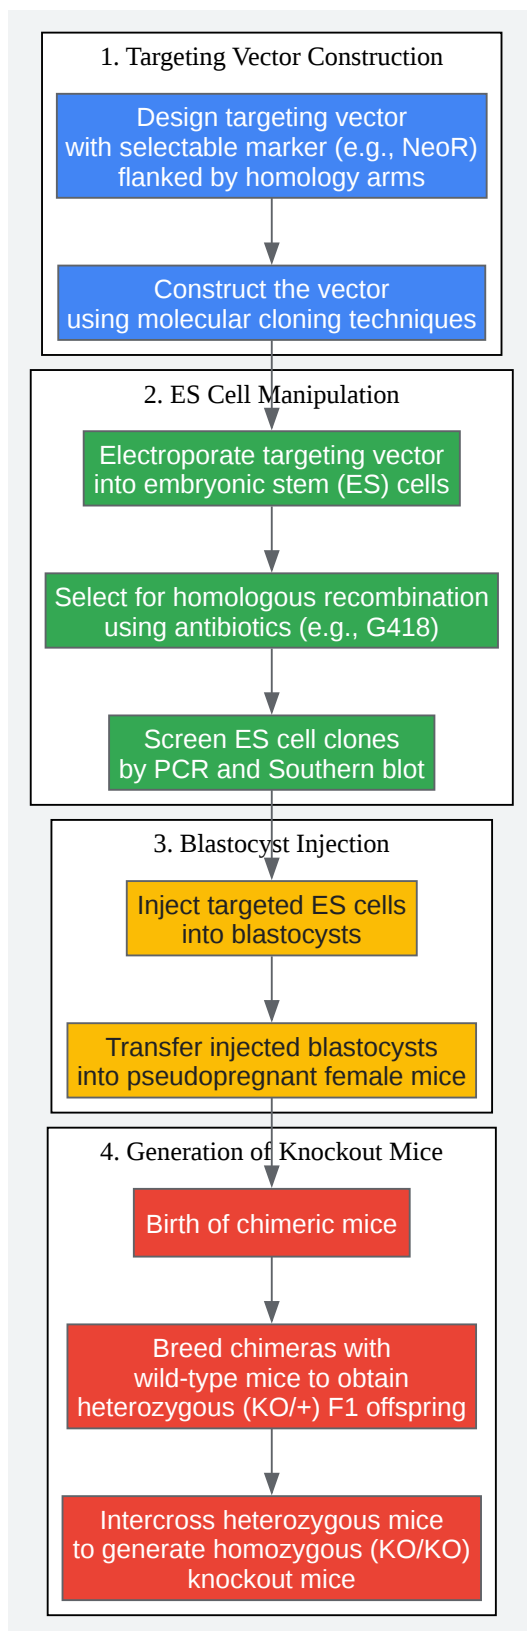 1. Targeting Vector Construction
Design targeting vector
with selectable marker (e.g., NeoR)
flanked by homology arms
Construct the vector
using molecular cloning techniques
2. ES Cell Manipulation
Electroporate targeting vector
into embryonic stem (ES) cells
Select for homologous recombination
using antibiotics (e.g., G418)
Screen ES cell clones
by PCR and Southern blot
3. Blastocyst Injection
Inject targeted ES cells
into blastocysts
Transfer injected blastocysts
into pseudopregnant female mice
4. Generation of Knockout Mice
Birth of chimeric mice
Breed chimeras with
wild-type mice to obtain
heterozygous (KO/+) F1 offspring
Intercross heterozygous mice
to generate homozygous (KO/KO)
knockout mice